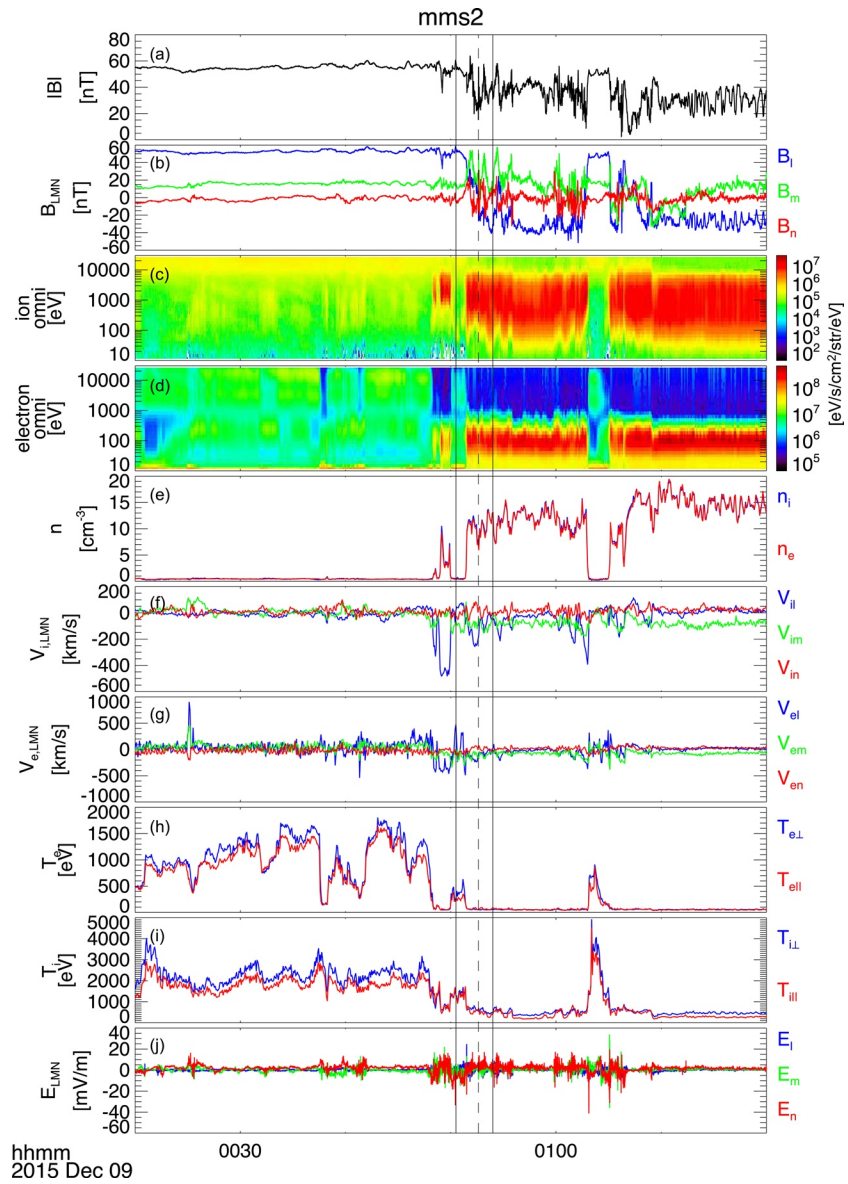 mms2
(a)
80
60
40
20
0
|B|
[nT]
(b)
60
40
20
0
-20
-40
-60
B_LMN
[nT]
B_l
B_m
B_n
(c)
10000
1000
100
10
ion
omni
[eV]
10^7
10^6
10^5
10^4
10^3
10^2
(d)
10000
1000
100
10
electron
omni
[eV]
10^8
10^7
10^6
10^5
[eV/s/cm^2/str/eV]
(e)
20
15
10
5
0
n
[cm^-3]
n_i
n_e
(f)
200
0
-200
-400
-600
V_i,LMN
[km/s]
V_il
V_im
V_in
(g)
1000
500
0
-500
-1000
V_e,LMN
[km/s]
V_el
V_em
V_en
(h)
2000
1500
1000
500
0
T_e
[eV]
T_e⊥
T_e||
(i)
5000
4000
3000
2000
1000
0
T_i
[eV]
T_i⊥
T_i||
(j)
40
20
0
-20
-40
-60
E_LMN
[mV/m]
E_l
E_m
E_n
hhmm 0030 0100
2015 Dec 09